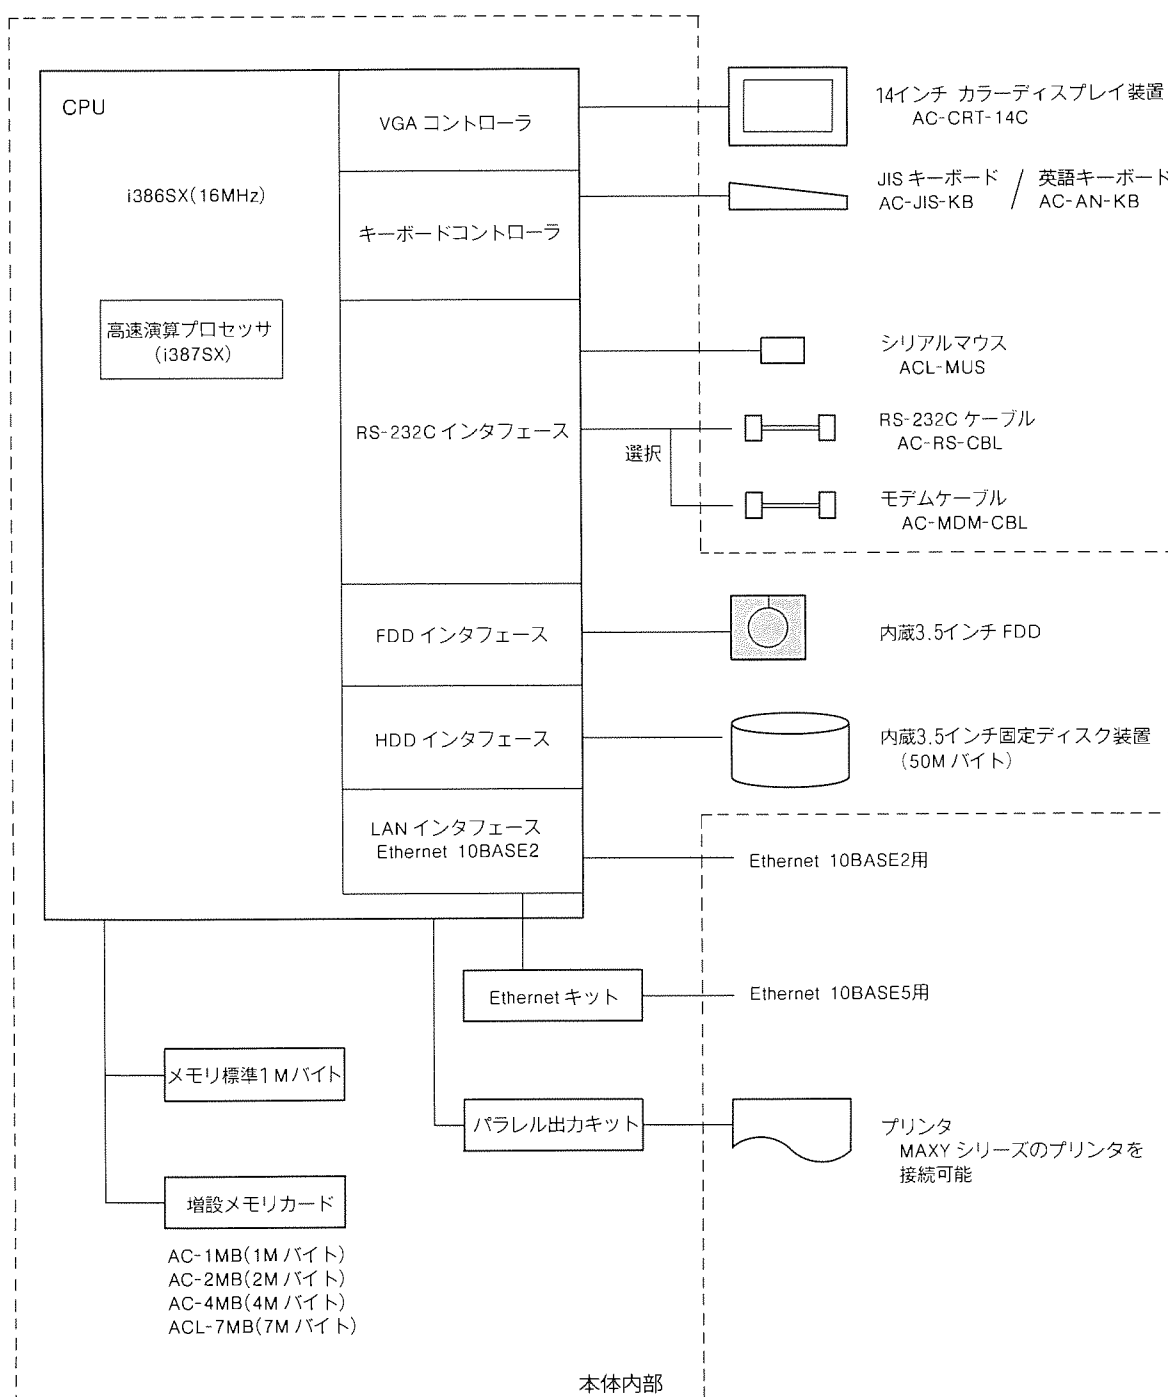 CPU
i386SX(16MHz)
高速演算プロセッサ
(i387SX)
VGA コントローラ
キーボードコントローラ
RS-232C インタフェース
FDD インタフェース
HDD インタフェース
LAN インタフェース
Ethernet 10BASE2
14インチ カラーディスプレイ装置
AC-CRT-14C
JIS キーボード / 英語キーボード
AC-JIS-KB AC-AN-KB
シリアルマウス
ACL-MUS
選択
RS-232C ケーブル
AC-RS-CBL
モデムケーブル
AC-MDM-CBL
内蔵3.5インチ FDD
内蔵3.5インチ固定ディスク装置
(50M バイト)
Ethernet 10BASE2用
Ethernet キット
Ethernet 10BASE5用
メモリ標準1M バイト
パラレル出力キット
プリンタ
MAXY シリーズのプリンタを
接続可能
増設メモリカード
AC-1MB(1M バイト)
AC-2MB(2M バイト)
AC-4MB(4M バイト)
ACL-7MB(7M バイト)
本体内部